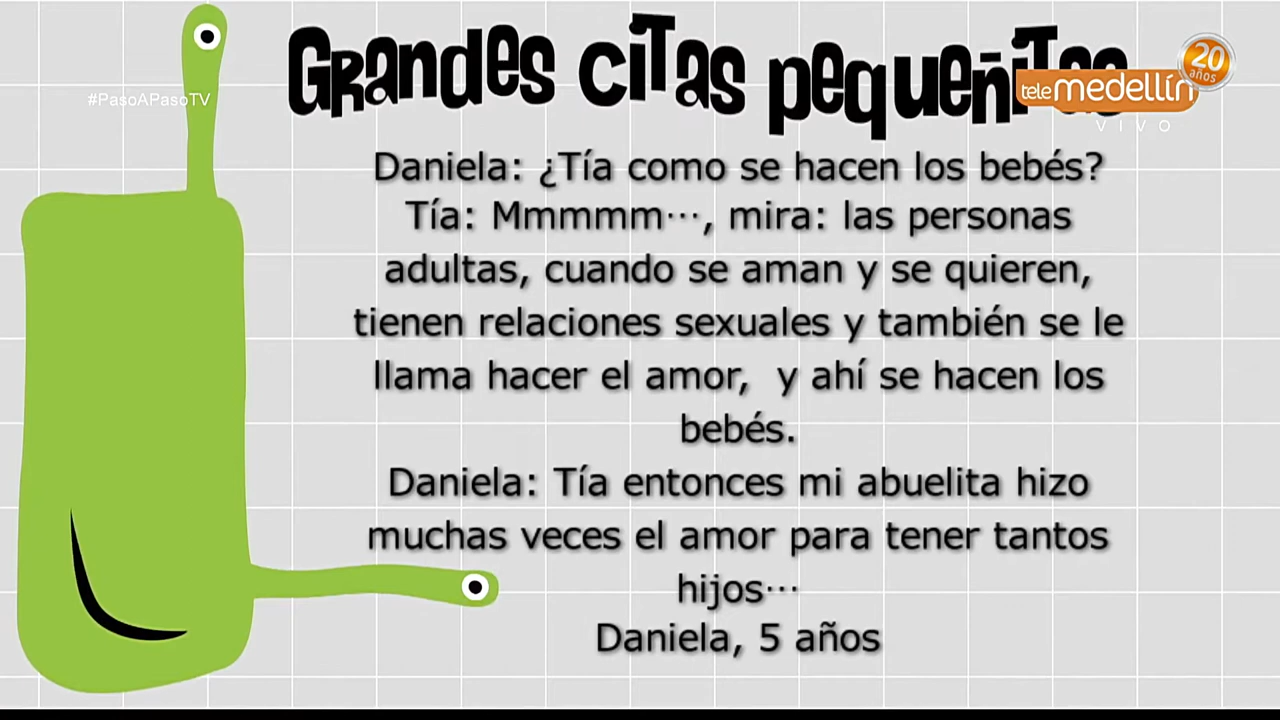 Grandes citas pequeñitas
#PasoAPasoTV
20
años
telemedellín
VIVO
Daniela: ¿Tía como se hacen los bebés?
Tía: Mmmmm···, mira: las personas
adultas, cuando se aman y se quieren,
tienen relaciones sexuales y también se le
llama hacer el amor,  y ahí se hacen los
bebés.
Daniela: Tía entonces mi abuelita hizo
muchas veces el amor para tener tantos
hijos···
Daniela, 5 años